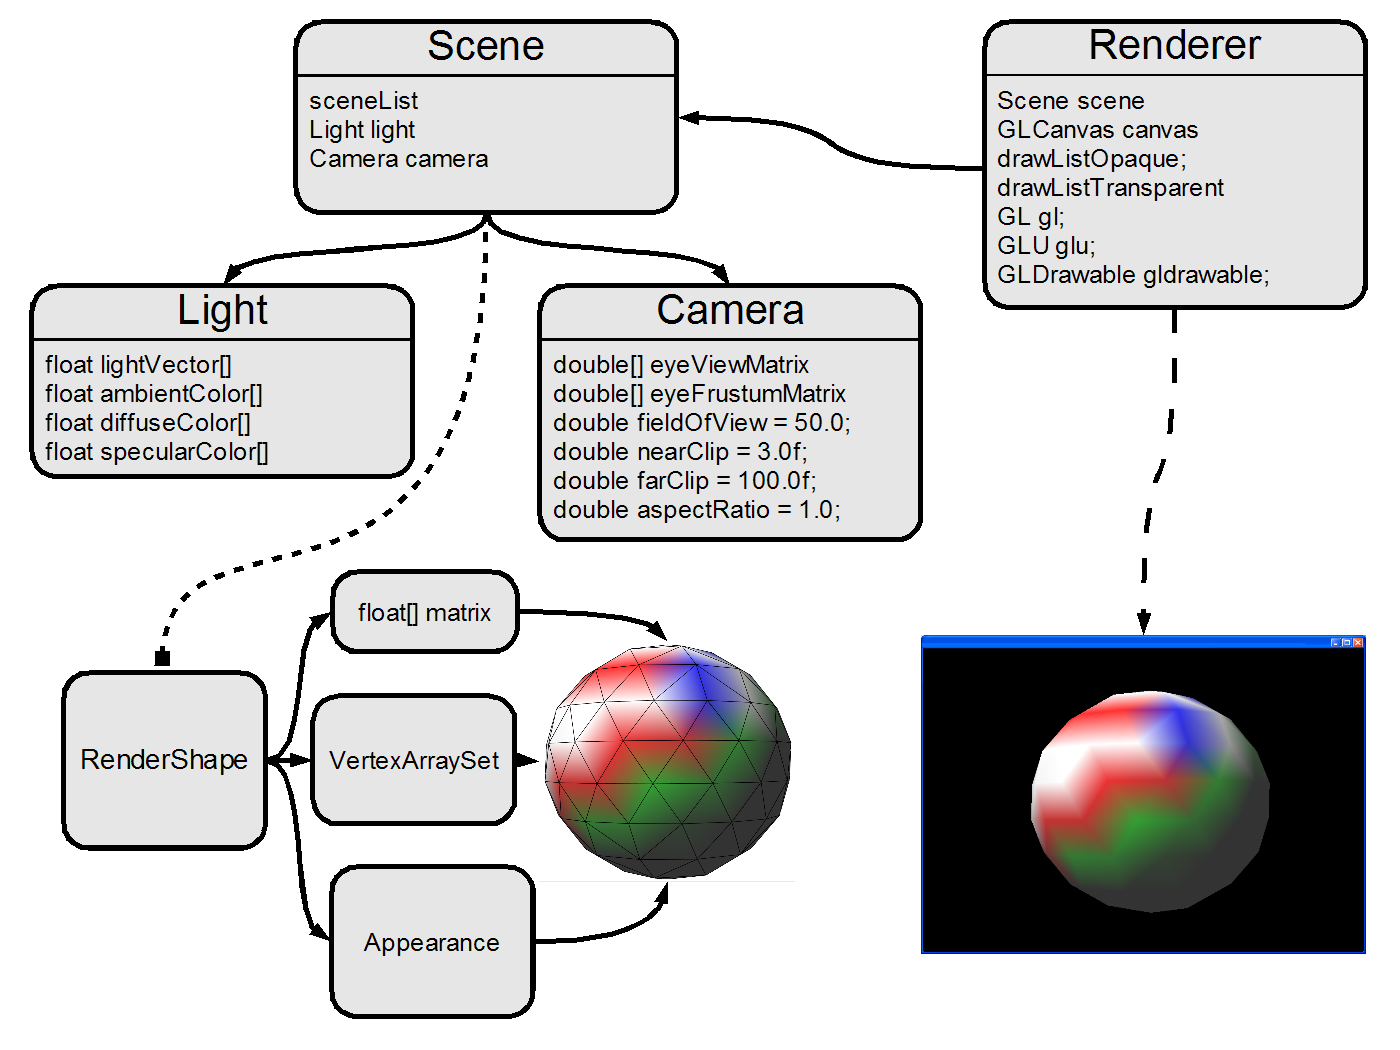 Scene
sceneList
Light light
Camera camera
Renderer
Scene scene
GLCanvas canvas
drawListOpaque;
drawListTransparent
GL gl;
GLU glu;
GLDrawable gldrawable;
Light
float lightVector[]
float ambientColor[]
float diffuseColor[]
float specularColor[]
Camera
double[] eyeViewMatrix
double[] eyeFrustumMatrix
double fieldOfView = 50.0;
double nearClip = 3.0f;
double farClip = 100.0f;
double aspectRatio = 1.0;
float[] matrix
RenderShape
VertexArraySet
Appearance